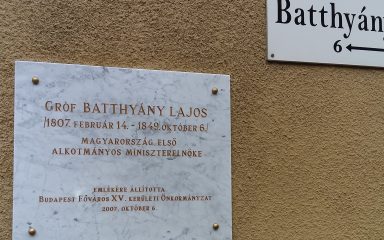 Batthyány
6 ←
GRÓF BATTHYÁNY LAJOS
/1807. FEBRUÁR 14. - 1849. OKTÓBER 6./
MAGYARORSZÁG ELSŐ
ALKOTMÁNYOS MINISZTERELNÖKE
EMLÉKÉRE ÁLLÍTOTTA
BUDAPEST FŐVÁROS XV. KERÜLETI ÖNKORMÁNYZAT
2007. OKTÓBER 6.